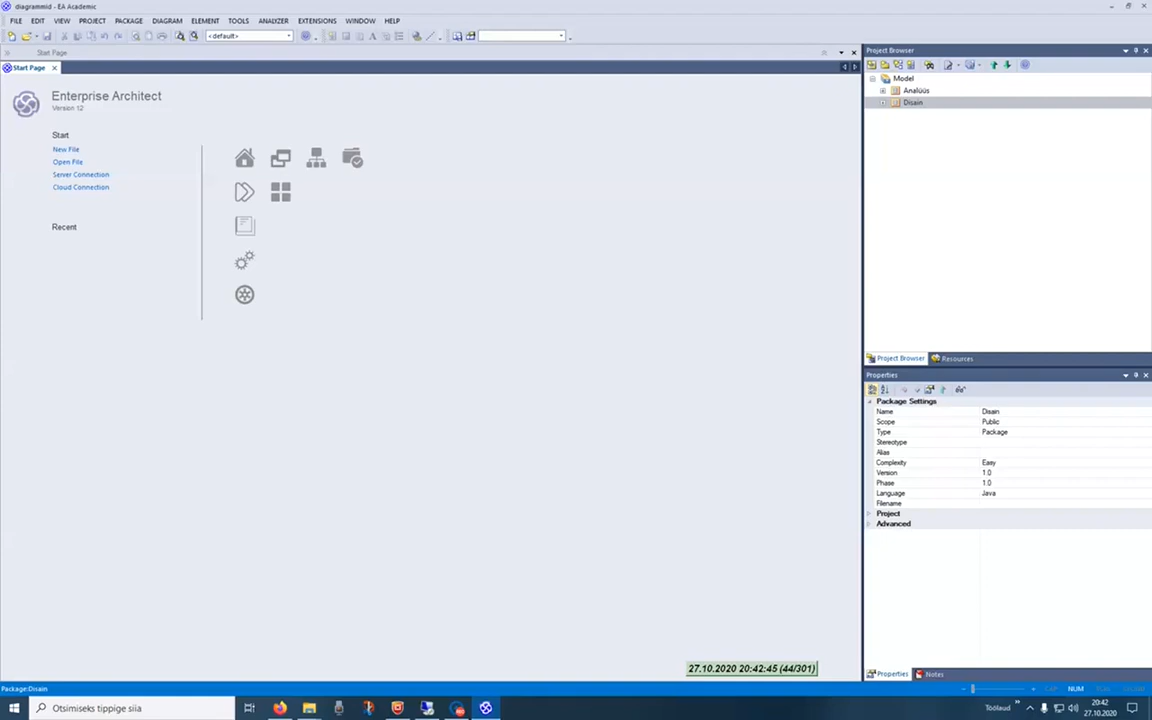 diagrammid - EA Academic
FILE EDIT VIEW PROJECT PACKAGE DIAGRAM ELEMENT TOOLS ANALYZER EXTENSIONS WINDOW HELP
<default>
Start Page
Start Page
Enterprise Architect
Version 12
Start
New File
Open File
Server Connection
Cloud Connection
Recent
Project Browser
Model
Analüüs
Disain
Project Browser Resources
Properties
Package Settings
Name Disain
Scope Public
Type Package
Stereotype
Alias
Complexity Easy
Version 1.0
Phase 1.0
Language Java
Filename
Project
Advanced
27.10.2020 20:42:45 (44/301)
Properties Notes
Package:Disain
NUM
Otsimiseks tippige siia
Töölaud
20:42
27.10.2020